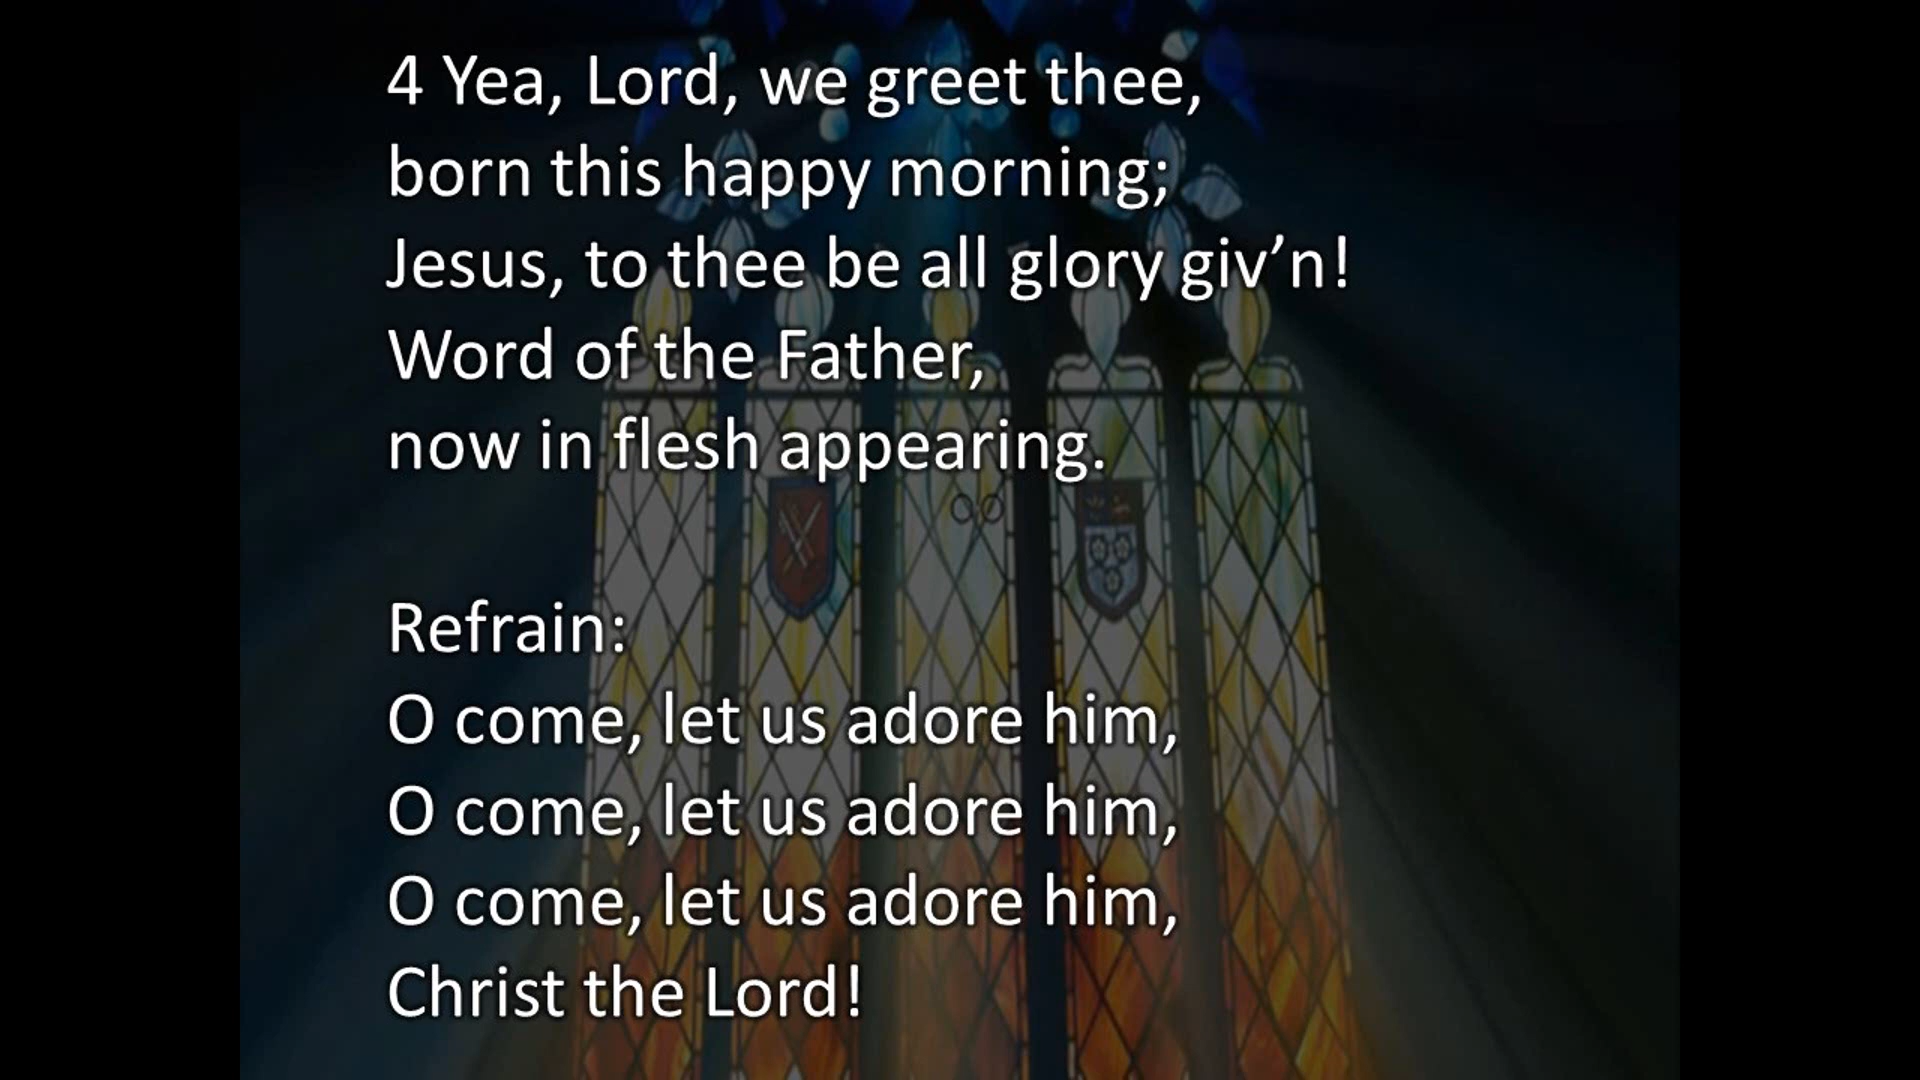 4 Yea, Lord, we greet thee,
born this happy morning;
Jesus, to thee be all glory giv’n!
Word of the Father,
now in flesh appearing.
Refrain:
O come, let us adore him,
O come, let us adore him,
O come, let us adore him,
Christ the Lord!